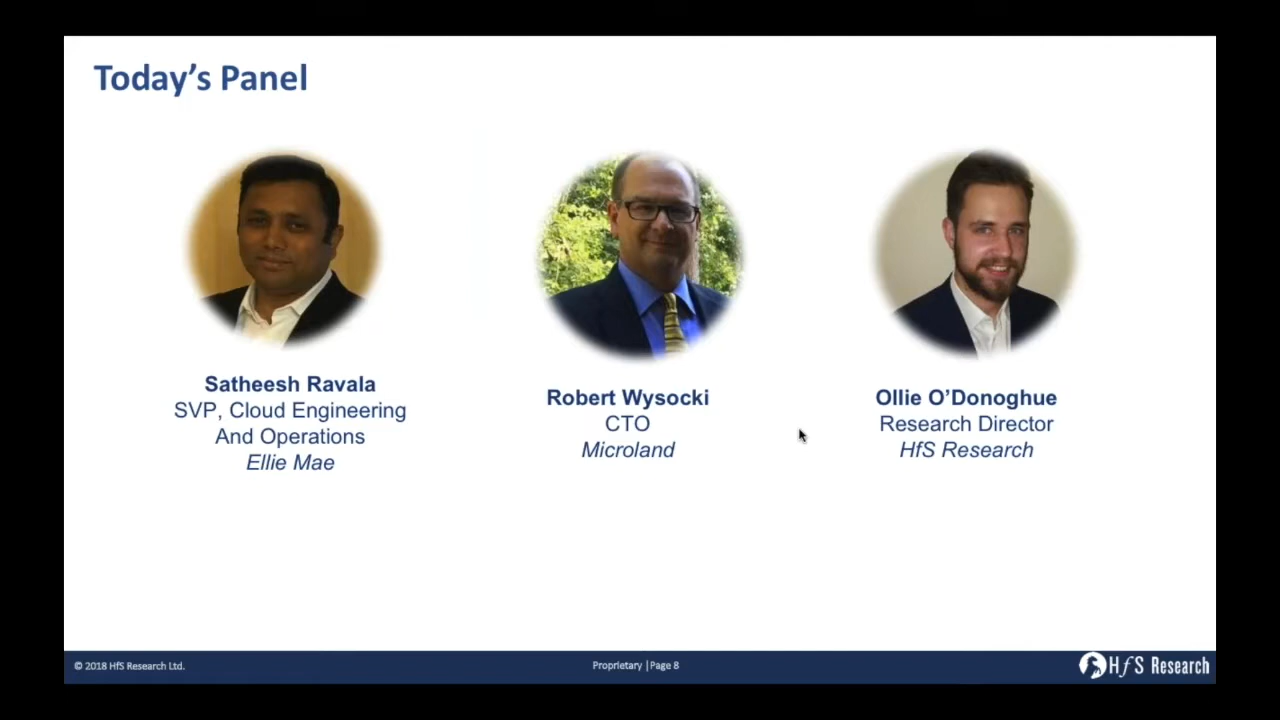 Today’s Panel
Satheesh Ravala
SVP, Cloud Engineering
And Operations
Ellie Mae
Robert Wysocki
CTO
Microland
Ollie O’Donoghue
Research Director
HfS Research
© 2018 HfS Research Ltd.
Proprietary | Page 8
HfS Research